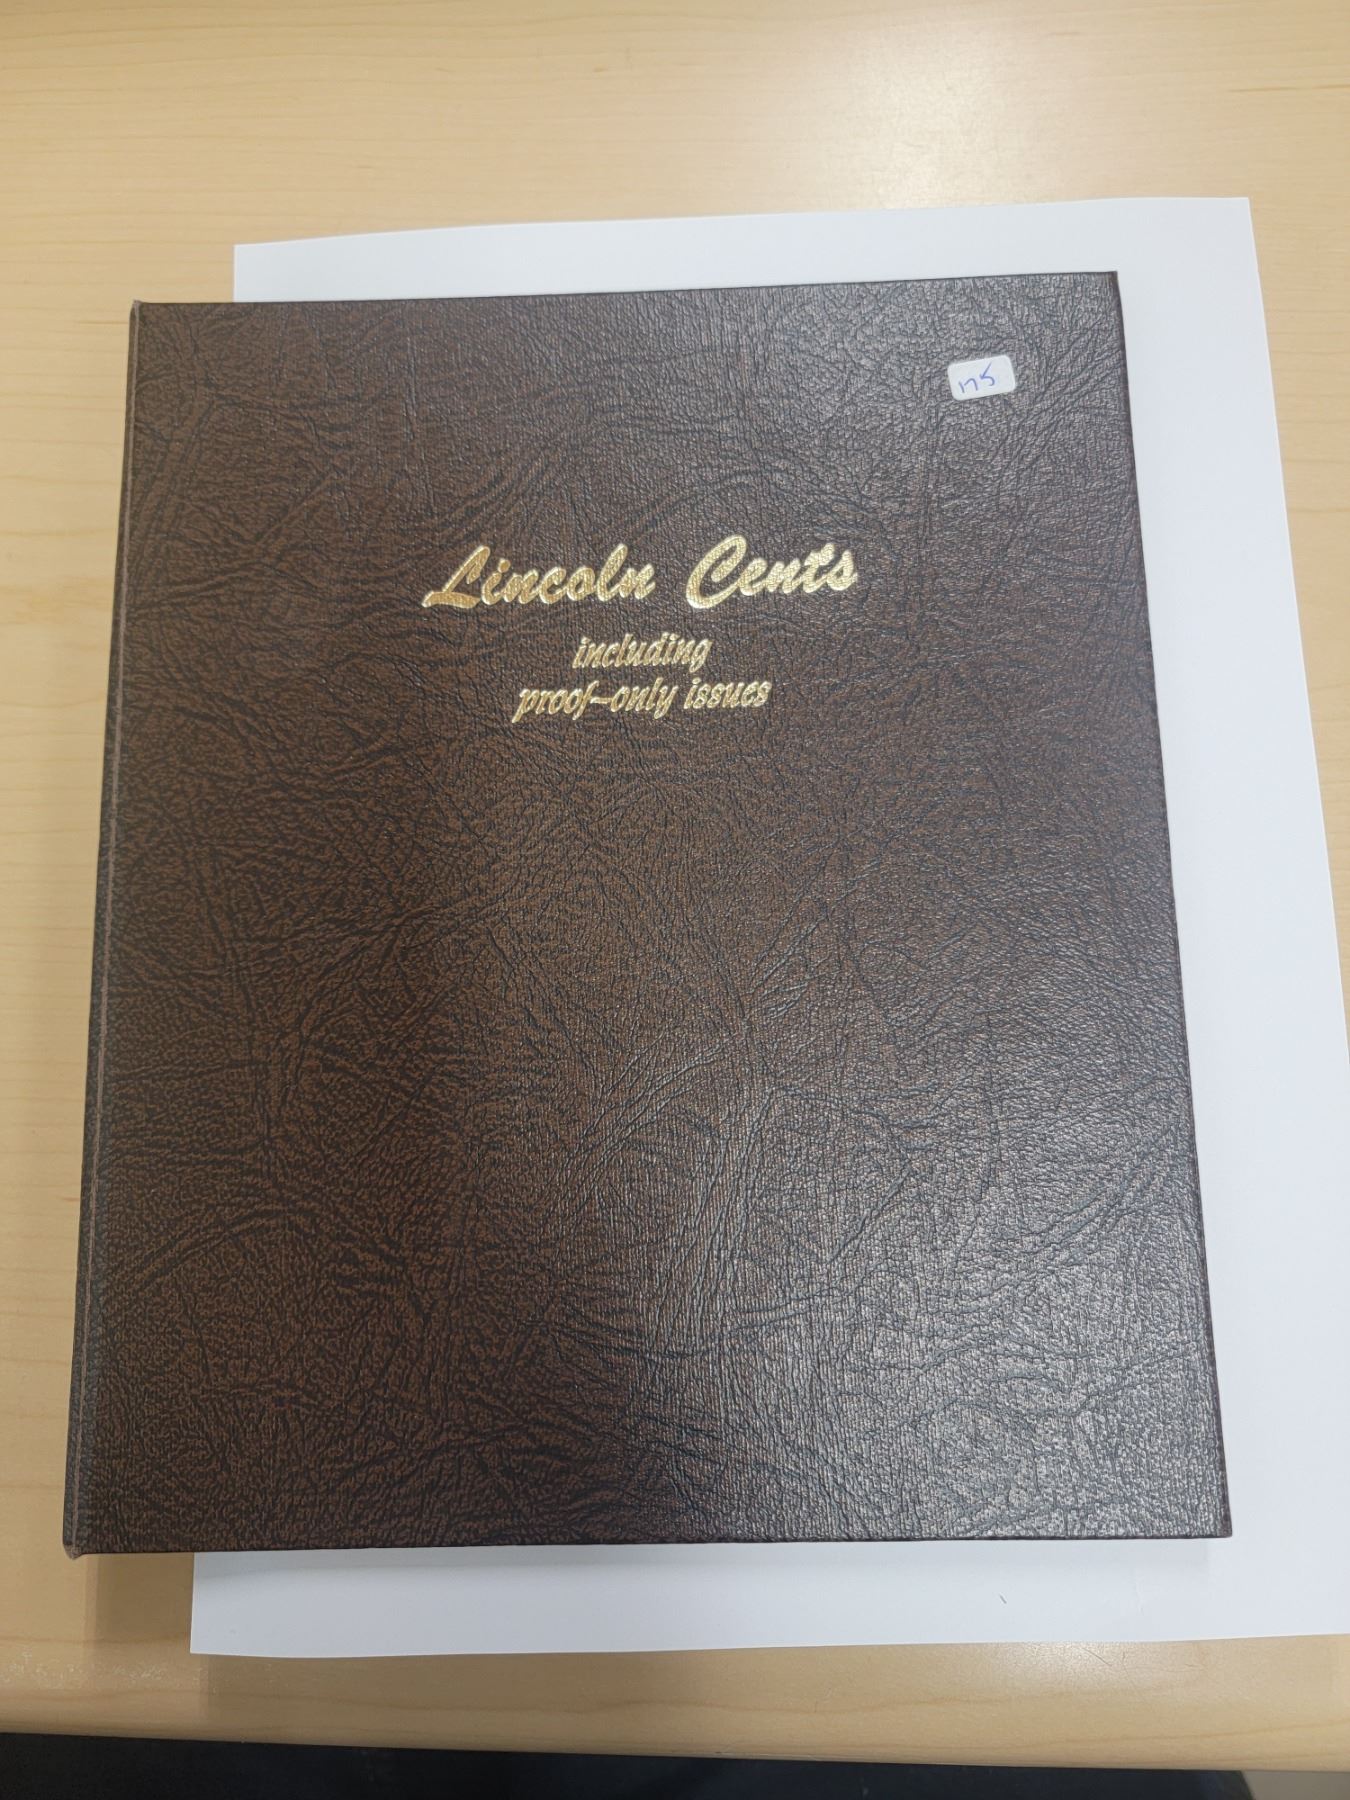 175
Lincoln Cents
including
proof-only issues